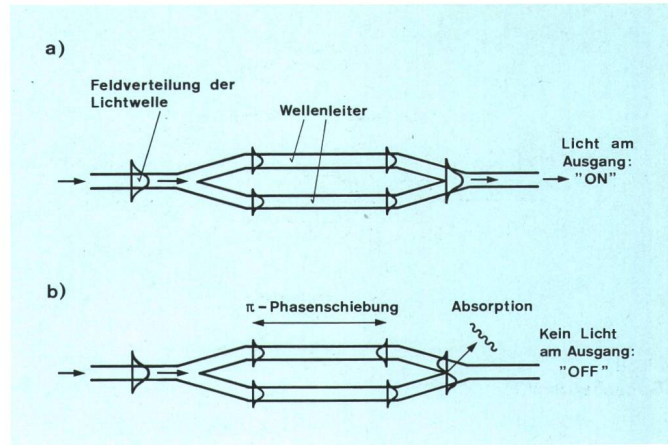 a)
Feldverteilung der
Lichtwelle
Wellenleiter
Licht am
Ausgang:
"ON"
b)
π-Phasenschiebung
Absorption
Kein Licht
am Ausgang:
"OFF"